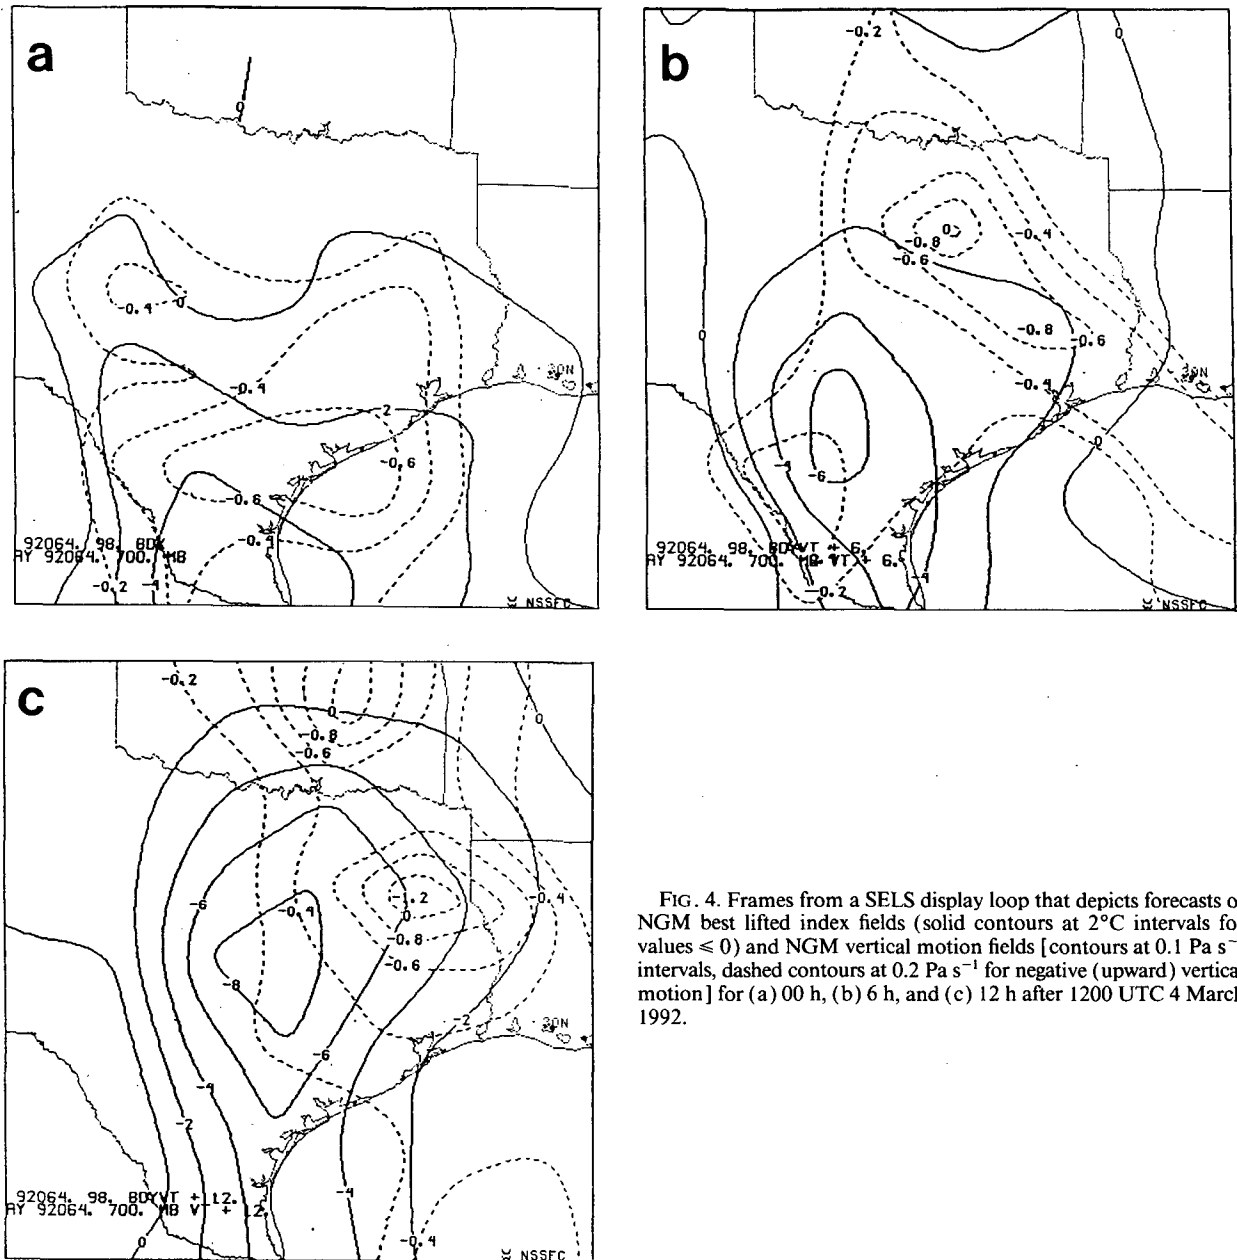 a
0
-0.4
0
-0.4
30N
2
-0.6
-0.6
-0.4
92064. 98. BDY
AY 92064. 700. MB
-0.2
-4
NSSFC
b
-0.2
0
0
-0.4
-0.8
-0.6
0
-0.8
-0.6
-0.4
30N
0
-4
-6
92064. 98. BDYVT + 6.
AY 92064. 700. MB VT + 6.
-4
-0.2
NSSFC
c
-0.2
0
0
-0.8
-0.6
-6
-0.4
-1.2
0
-0.4
-0.8
-0.6
-8
-2
30N
-6
-4
-2
92064. 98. BDYVT + 12.
AY 92064. 700. MB V + 12.
-4
0
-0.4
NSSFC
FIG. 4. Frames from a SELS display loop that depicts forecasts o
NGM best lifted index fields (solid contours at 2°C intervals fo
values ≤ 0) and NGM vertical motion fields [contours at 0.1 Pa s⁻
intervals, dashed contours at 0.2 Pa s⁻¹ for negative (upward) vertica
motion] for (a) 00 h, (b) 6 h, and (c) 12 h after 1200 UTC 4 Marc
1992.